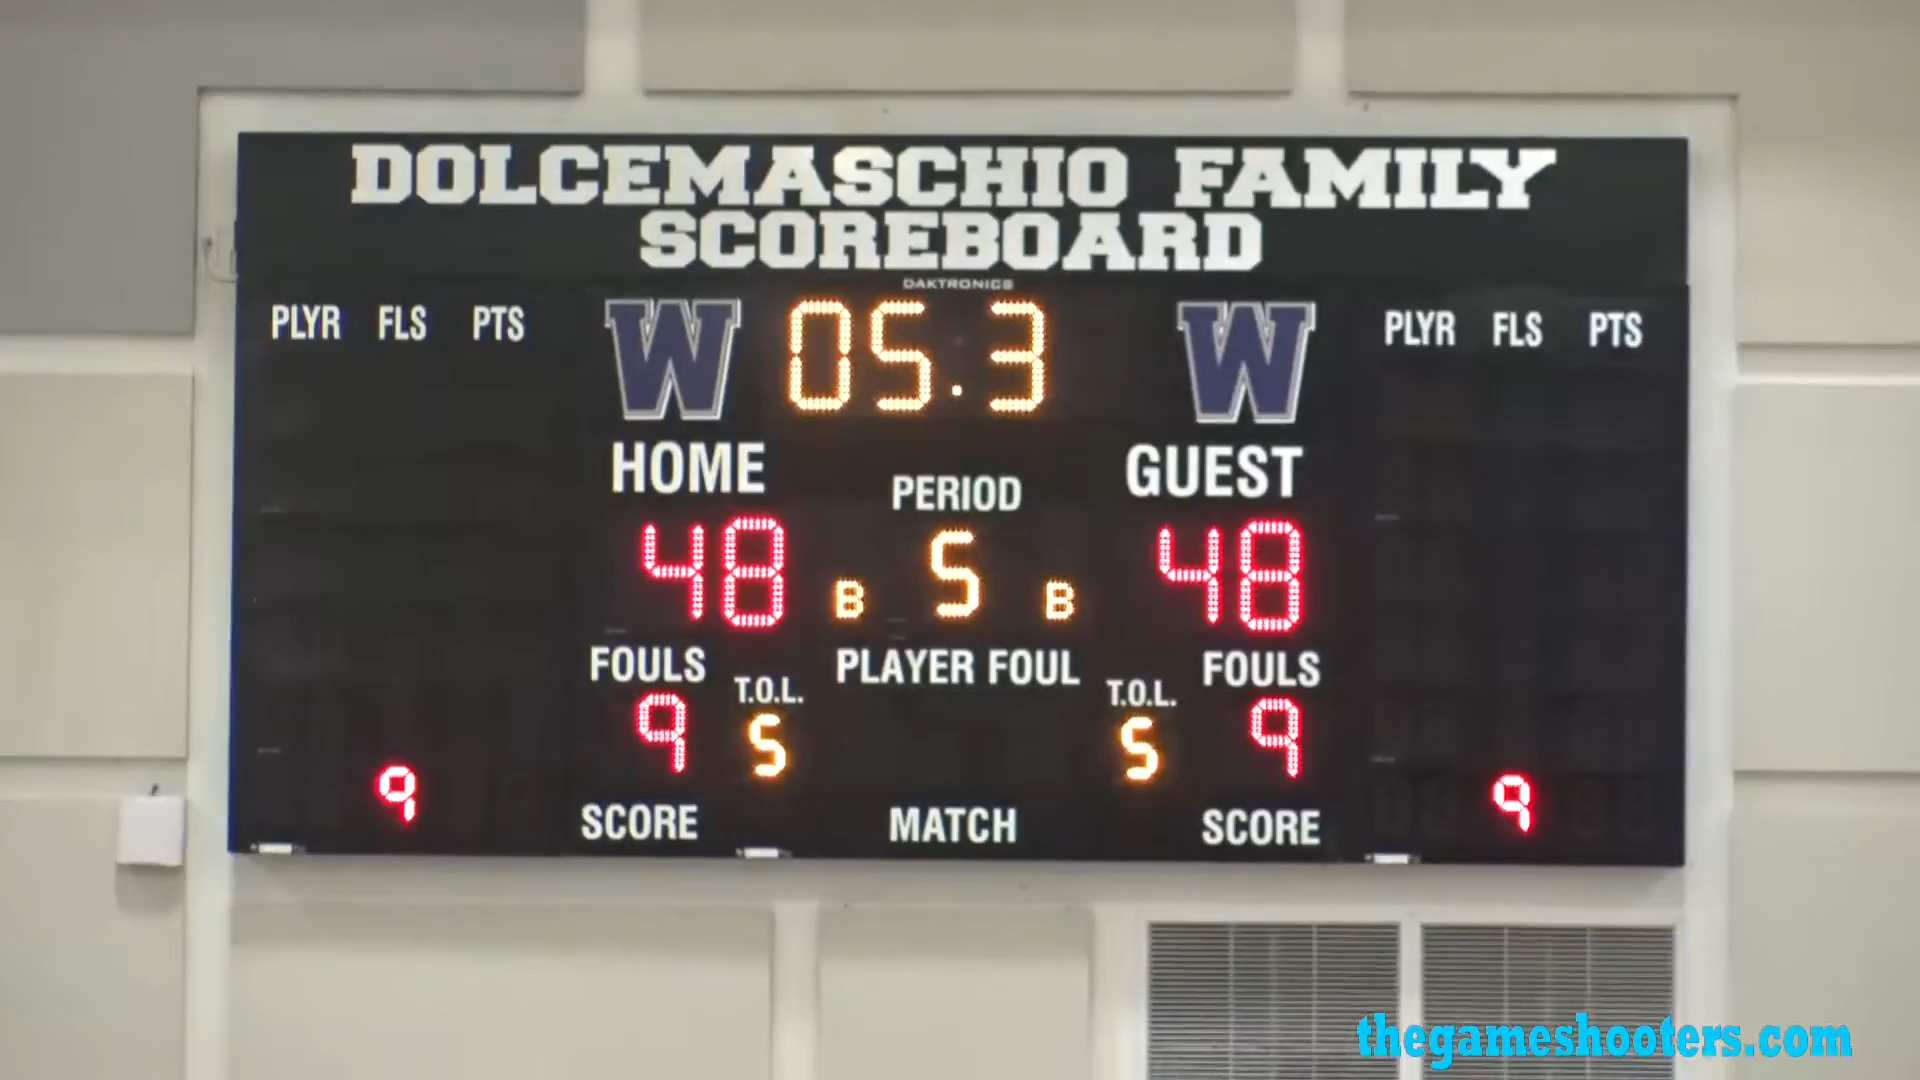 DOLCEMASCHIO FAMILY
SCOREBOARD
DAKTRONICS
PLYR FLS PTS
W 05.3 W
PLYR FLS PTS
HOME PERIOD GUEST
48 B 5 B 48
FOULS T.O.L. PLAYER FOUL T.O.L. FOULS
9 5 5 9
9 9
SCORE MATCH SCORE
thegameshooters.com